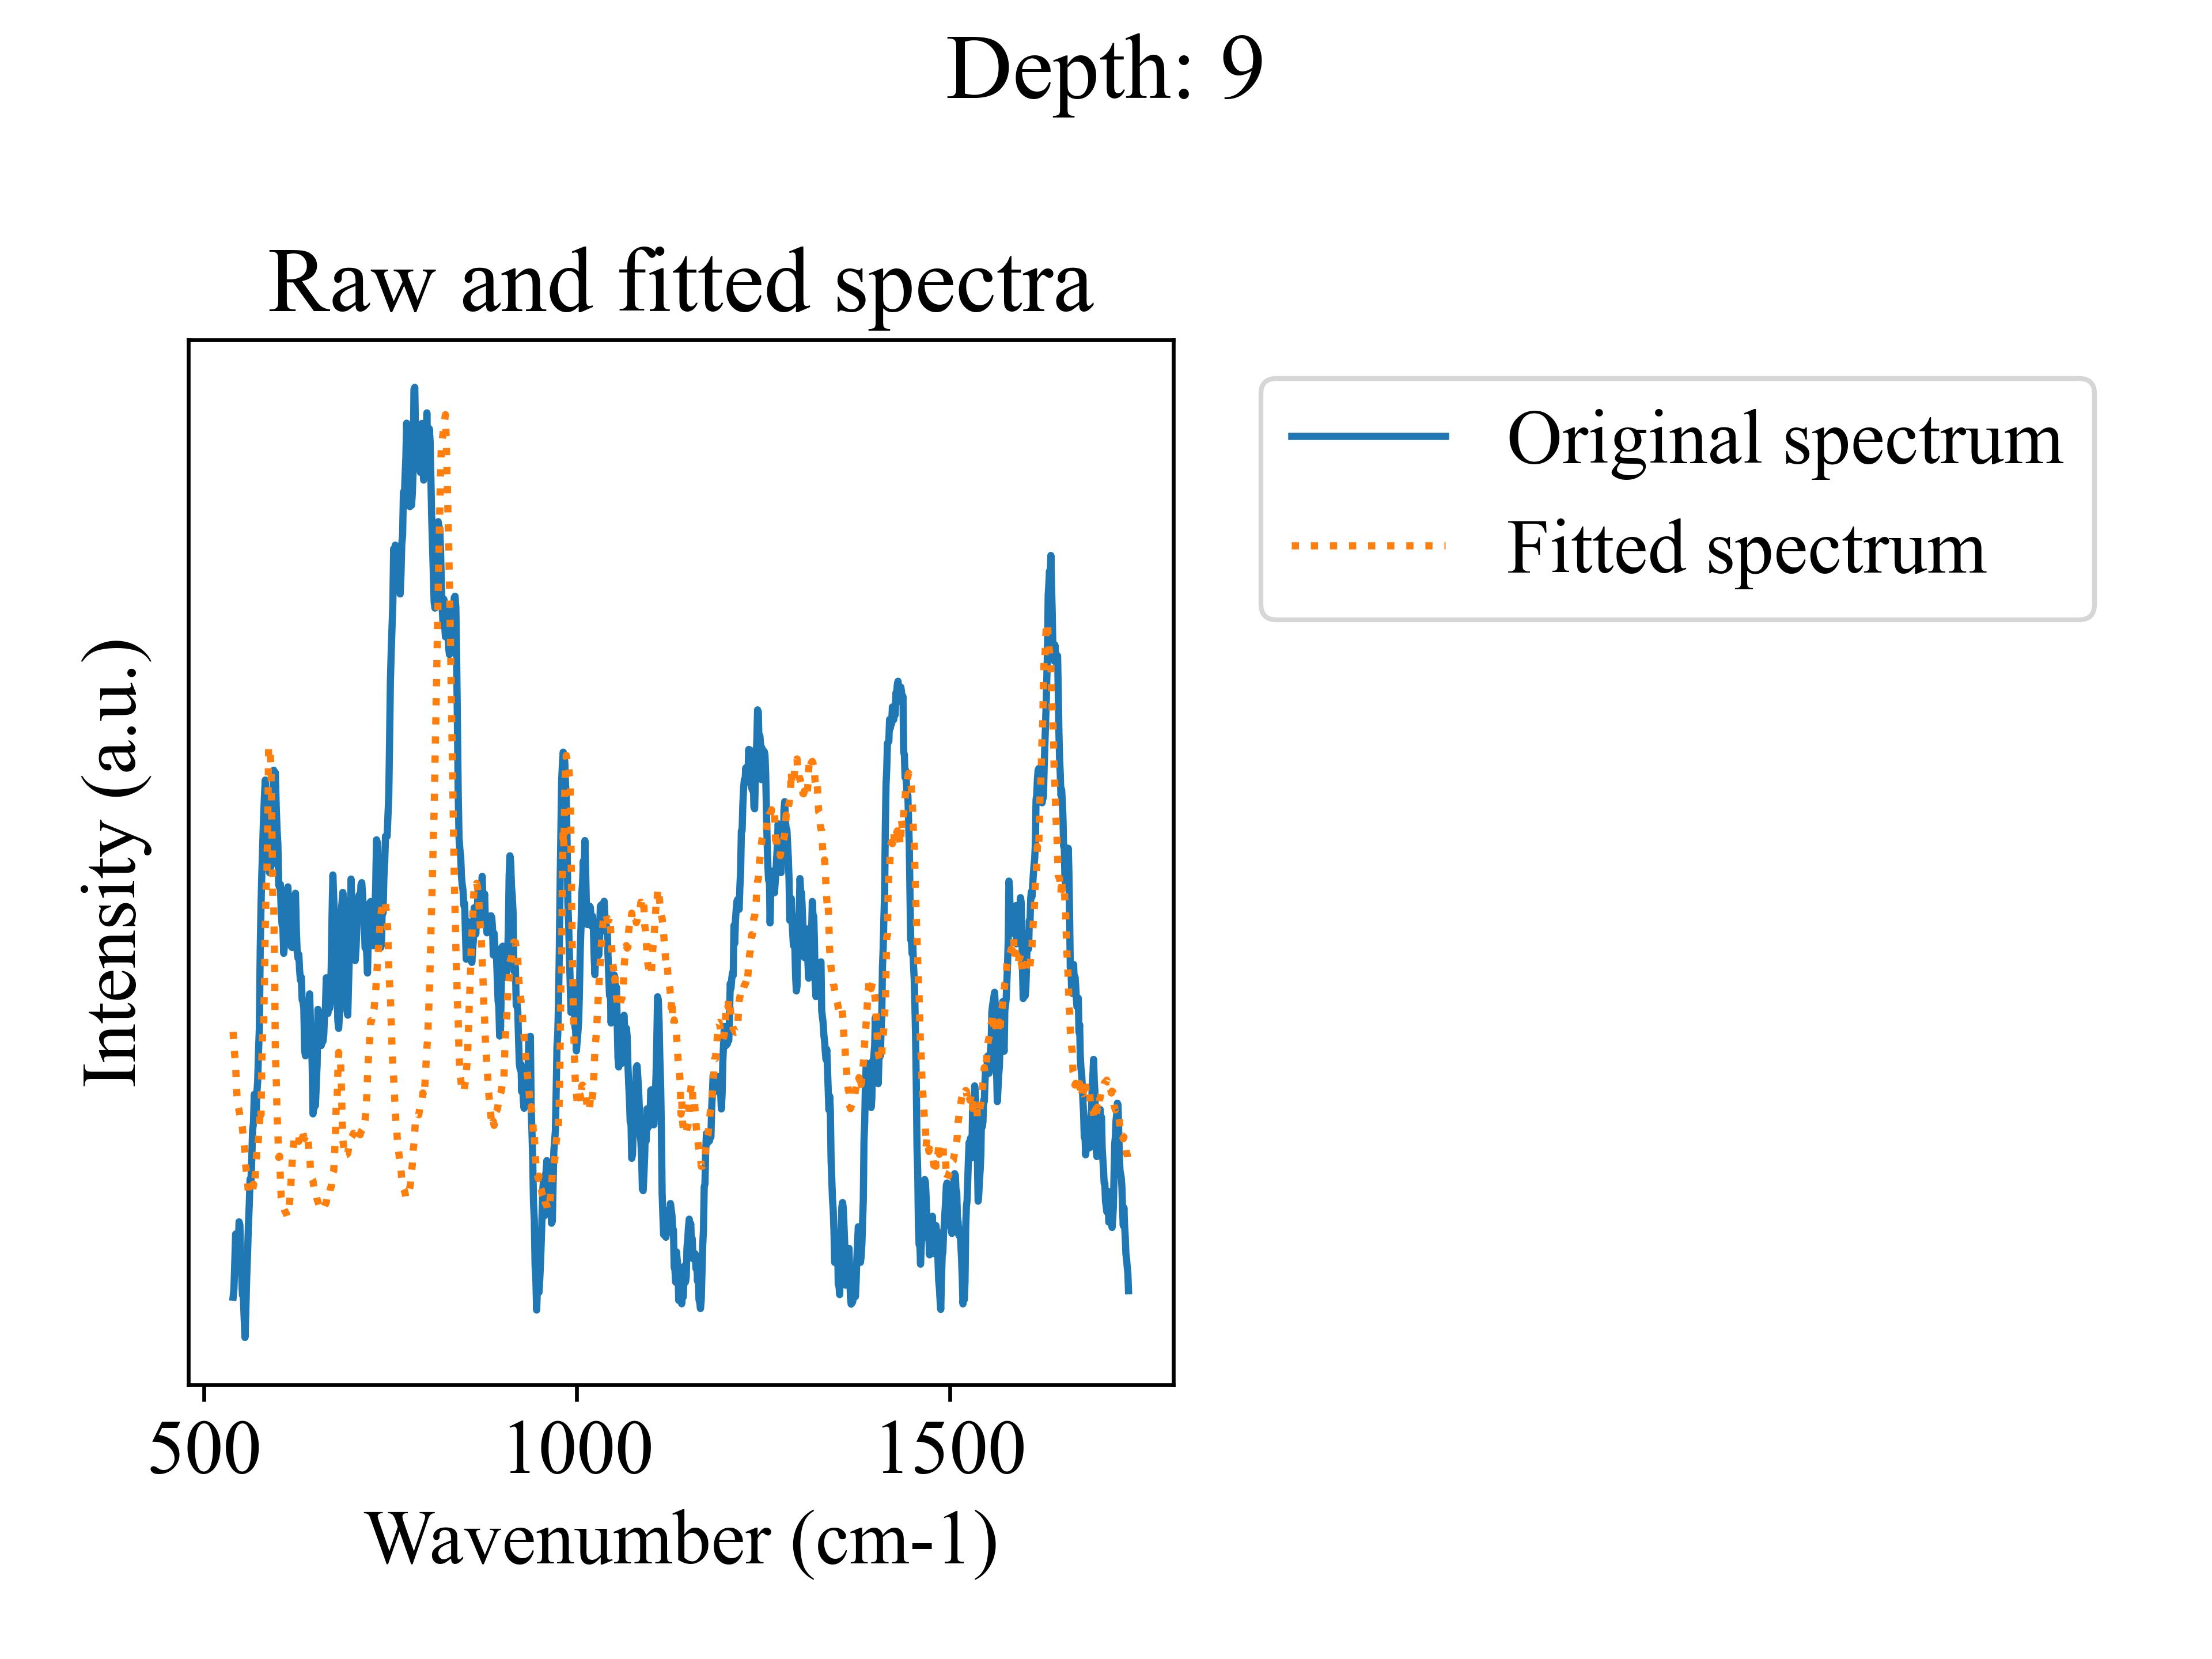 Depth: 9
Raw and fitted spectra
Original spectrum
Fitted spectrum
Intensity (a.u.)
500 1000 1500
Wavenumber (cm-1)